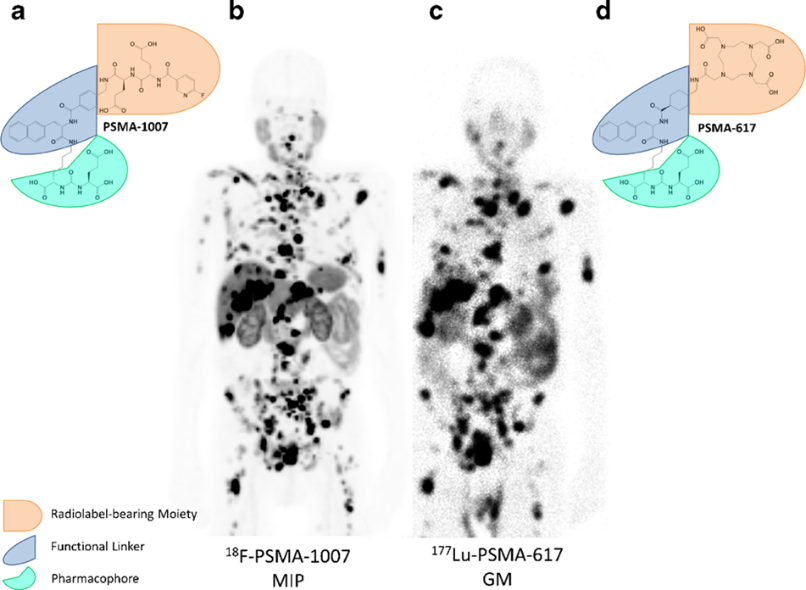 a
b
c
d
PSMA-1007
PSMA-617
Radiolabel-bearing Moiety
Functional Linker
Pharmacophore
¹⁸F-PSMA-1007
MIP
¹⁷⁷Lu-PSMA-617
GM